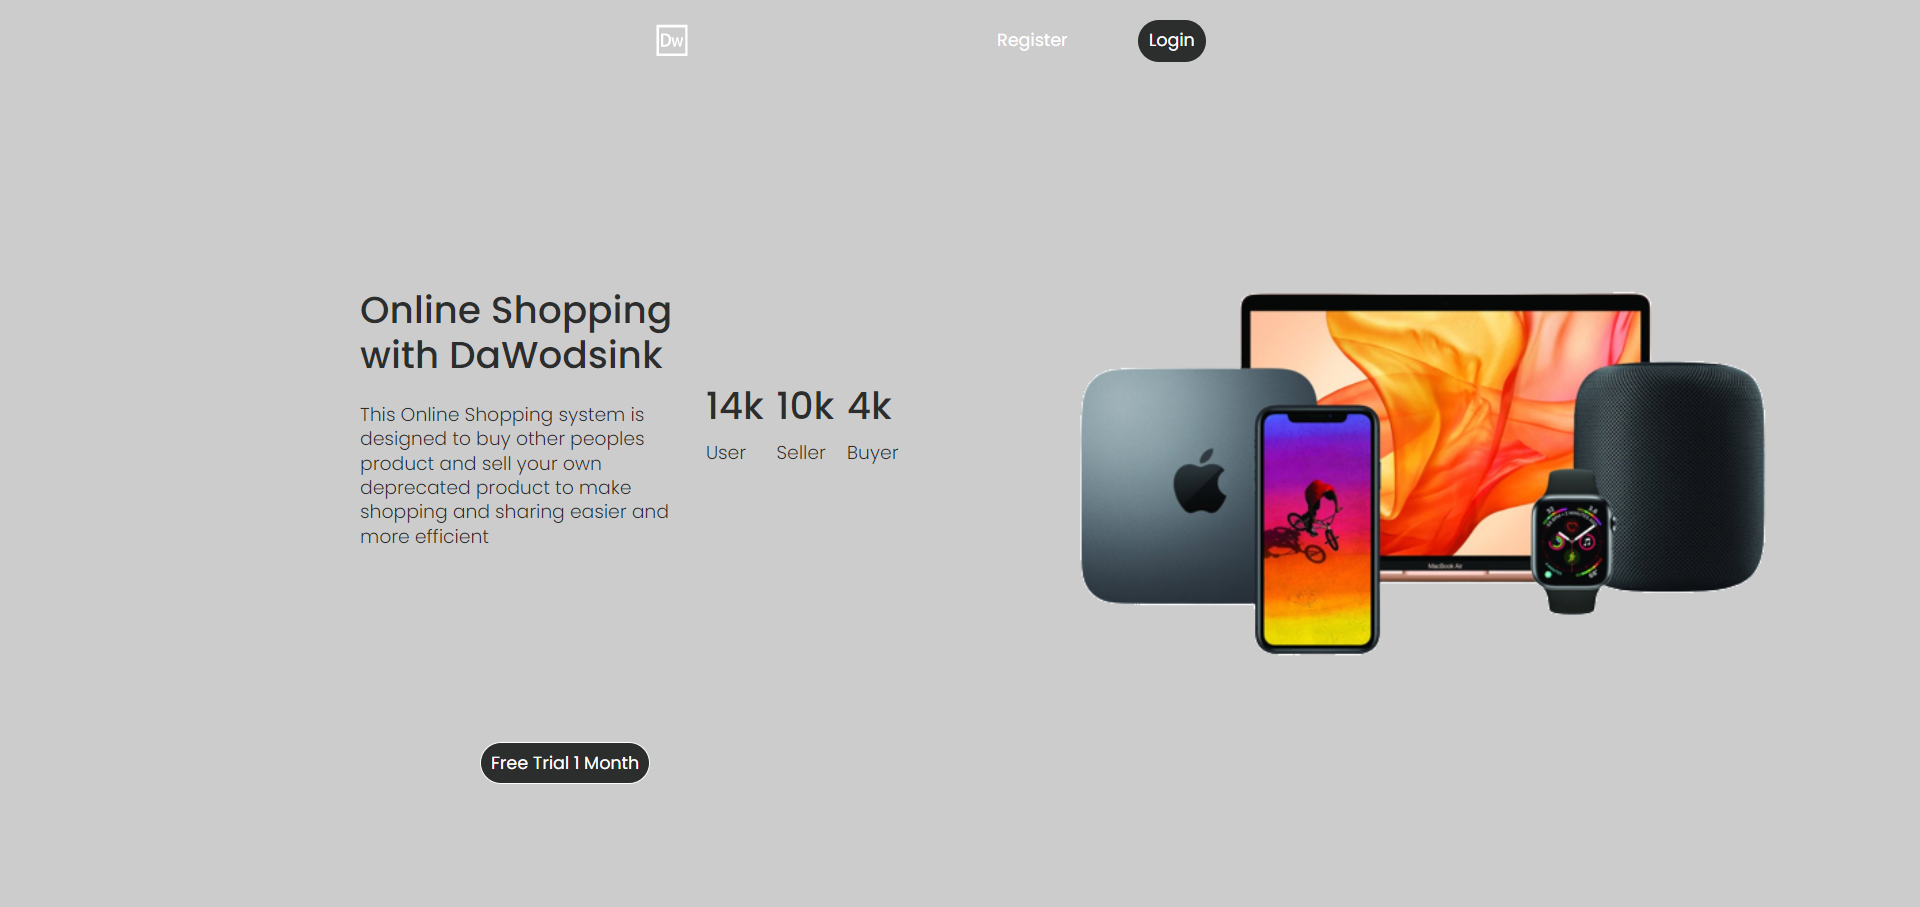 Dw
Register
Login
Online Shopping
with DaWodsink
This Online Shopping system is
designed to buy other peoples
product and sell your own
deprecated product to make
shopping and sharing easier and
more efficient
14k 10k 4k
User Seller Buyer
MacBook Air
Free Trial 1 Month